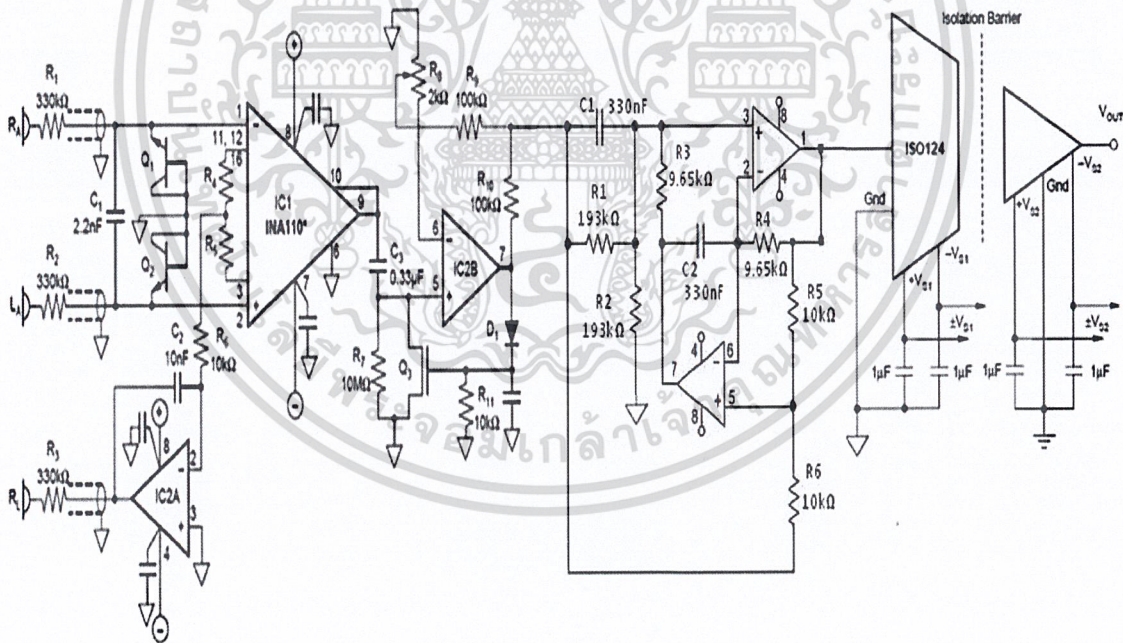 Isolation Barrier
R1
330kΩ
RA
C1
2.2nF
R2
330kΩ
LA
Q1
Q2
11, 12
16
1
3
2
R4
R5
8
10
9
6
7
IC1
INA110*
C2
10nF
R6
10kΩ
R3
330kΩ
RL
IC2A
8
2
3
4
C3
0.33μF
R7
10MΩ
Q3
R11
10kΩ
D1
R8
2kΩ
R9
100kΩ
R10
100kΩ
6
5
7
IC2B
C1
330nF
R1
193kΩ
R2
193kΩ
R3
9.65kΩ
C2
330nF
R4
9.65kΩ
R5
10kΩ
R6
10kΩ
3
2
8
1
4
4
7
6
5
8
ISO124
Gnd
+VS1
-VS1
±VS1
1μF
1μF
VOUT
-VS2
Gnd
+VS2
±VS2
1μF
1μF